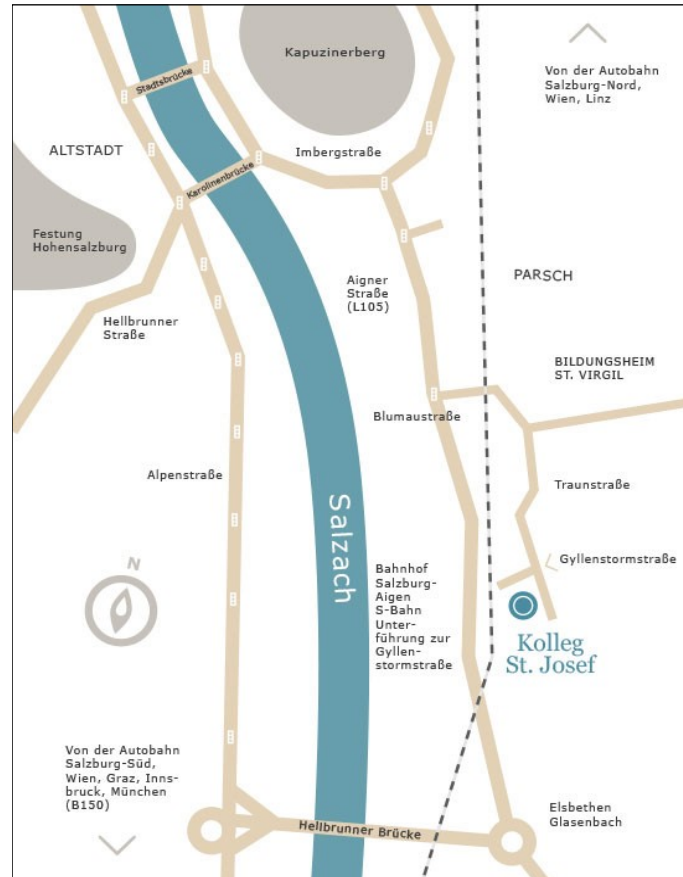 Kapuzinerberg
Von der Autobahn
Salzburg-Nord,
Wien, Linz
Stadtsbrücke
ALTSTADT
Imbergstraße
Karolinenbrücke
Festung
Hohensalzburg
Aigner
Straße
(L105)
PARSCH
Hellbrunner
Straße
BILDUNGSHEIM
ST. VIRGIL
Blumaustraße
Alpenstraße
Traunstraße
Salzach
Gyllenstormstraße
N
Bahnhof
Salzburg-
Aigen
S-Bahn
Unter-
führung zur
Gyllen-
stormstraße
Kolleg
St. Josef
Von der Autobahn
Salzburg-Süd,
Wien, Graz, Inns-
bruck, München
(B150)
Elsbethen
Glasenbach
Hellbrunner Brücke